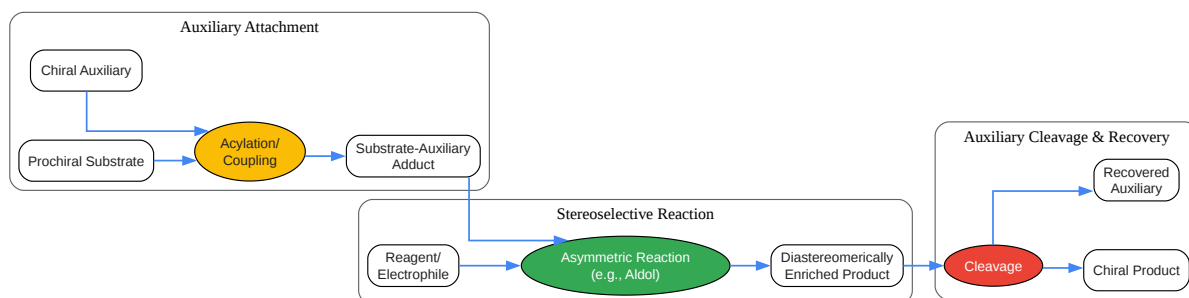 Auxiliary Attachment
Chiral Auxiliary
Prochiral Substrate
Acylation/
Coupling
Substrate-Auxiliary
Adduct
Stereoselective Reaction
Reagent/
Electrophile
Asymmetric Reaction
(e.g., Aldol)
Diastereomerically
Enriched Product
Auxiliary Cleavage & Recovery
Cleavage
Recovered
Auxiliary
Chiral Product